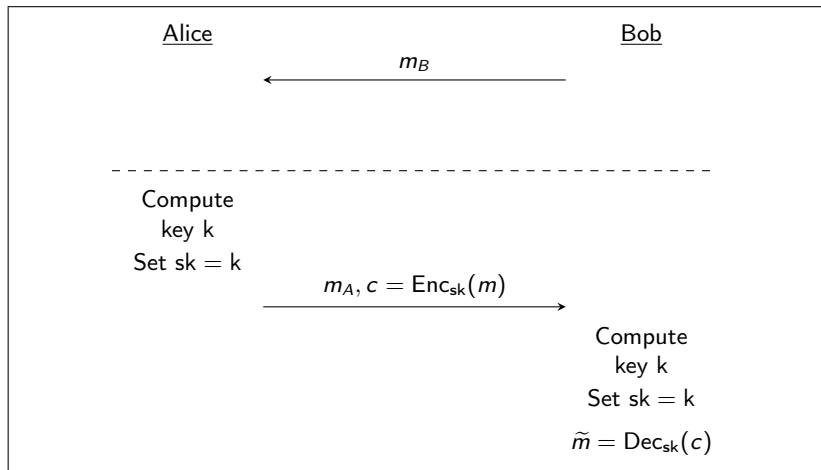 Alice Bob
m_B
Compute
key k
Set sk = k
m_A, c = Enc_sk(m)
Compute
key k
Set sk = k
m̃ = Dec_sk(c)